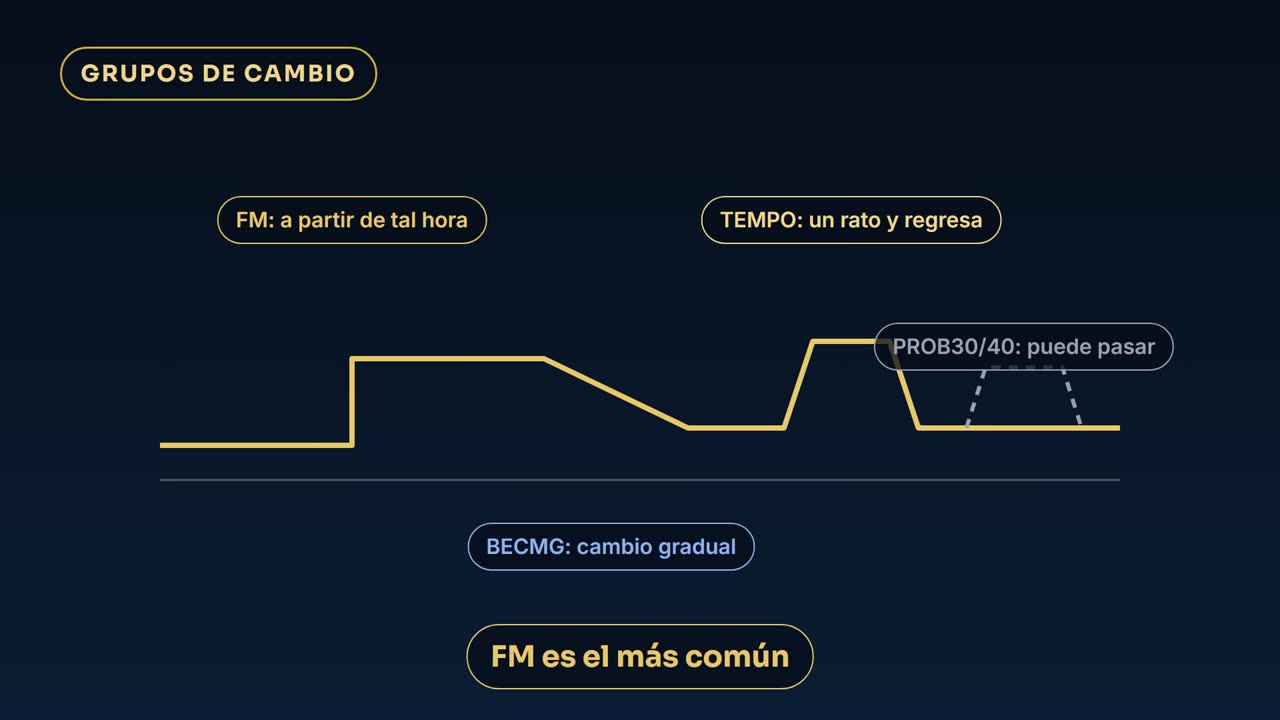 GRUPOS DE CAMBIO
FM: a partir de tal hora
TEMPO: un rato y regresa
PROB30/40: puede pasar
BECMG: cambio gradual
FM es el más común